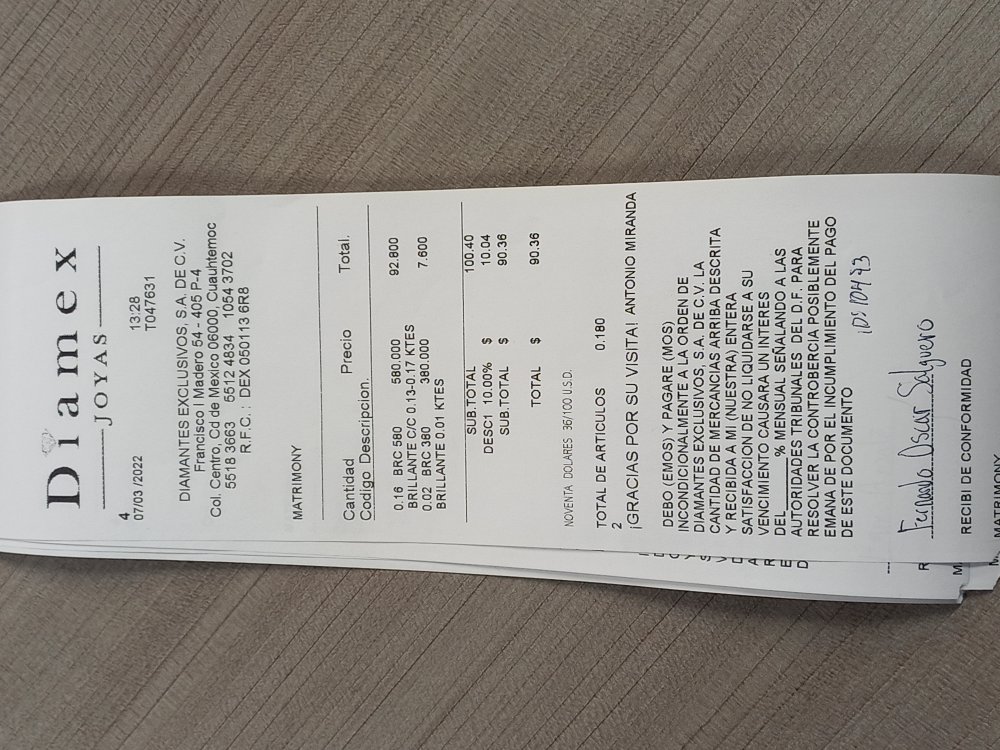 Diamex
JOYAS
4
07/03 /2022 13:28
T047631
DIAMANTES EXCLUSIVOS, S.A. DE C.V.
Francisco I Madero 54 - 405 P-4
Col. Centro, Cd de Mexico 06000, Cuauhtemoc
5518 3663 5512 4834 1054 3702
R.F.C. : DEX 050113 6R8
MATRIMONY
Cantidad Precio Total.
Codigo Descripcion.
0.16 BRC 580 580.000 92.800
BRILLANTE C/C 0.13-0.17 KTES
0.02 BRC 380 380.000 7.600
BRILLANTE 0.01 KTES
SUB.TOTAL 100.40
DESC1 10.00% $ 10.04
SUB.TOTAL $ 90.36
TOTAL $ 90.36
NOVENTA DOLARES 36/100 U.S.D.
TOTAL DE ARTICULOS 0.180
2
¡GRACIAS POR SU VISITA! ANTONIO MIRANDA
DEBO (EMOS) Y PAGARE (MOS)
INCONDICIONALMENTE A LA ORDEN DE
DIAMANTES EXCLUSIVOS, S.A. DE C.V. LA
CANTIDAD DE MERCANCIAS ARRIBA DESCRITA
Y RECIBIDA A MI (NUESTRA) ENTERA
SATISFACCION DE NO LIQUIDARSE A SU
VENCIMIENTO CAUSARA UN INTERES
DEL______% MENSUAL SEÑALANDO A LAS
AUTORIDADES TRIBUNALES DEL D.F. PARA
RESOLVER LA CONTROBERCIA POSIBLEMENTE
EMANA DE POR EL INCUMPLIMIENTO DEL PAGO
DE ESTE DOCUMENTO
Fernando Oscar Salguero
RECIBI DE CONFORMIDAD
MATRIMONY